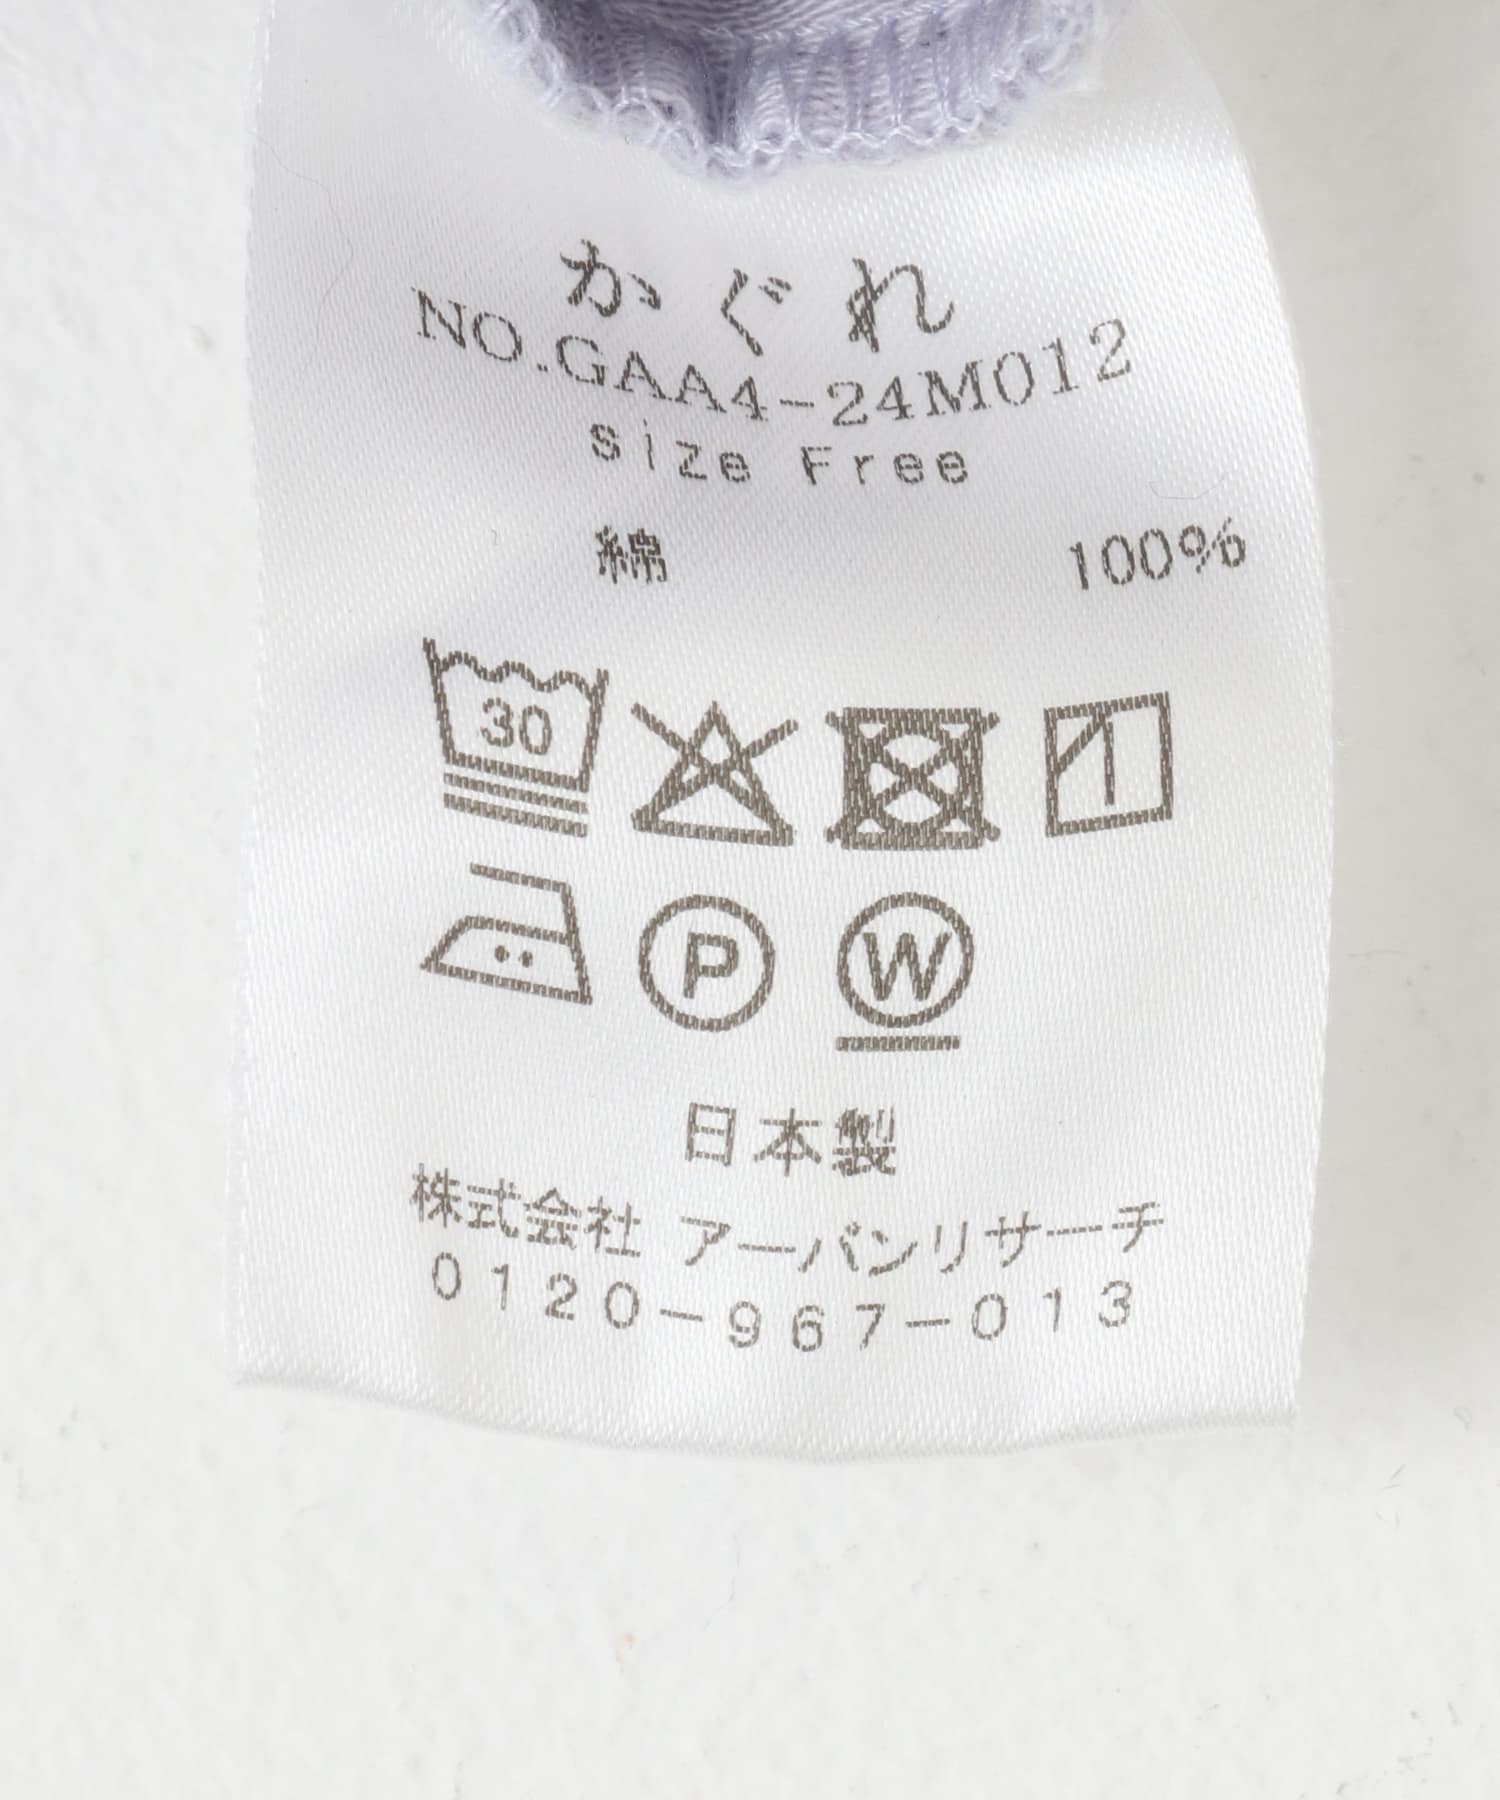 かぐれ
NO.GAA4-24M012
Size Free
綿 100%
30
P W
日本製
株式会社 アーバンリサーチ
0120-967-013